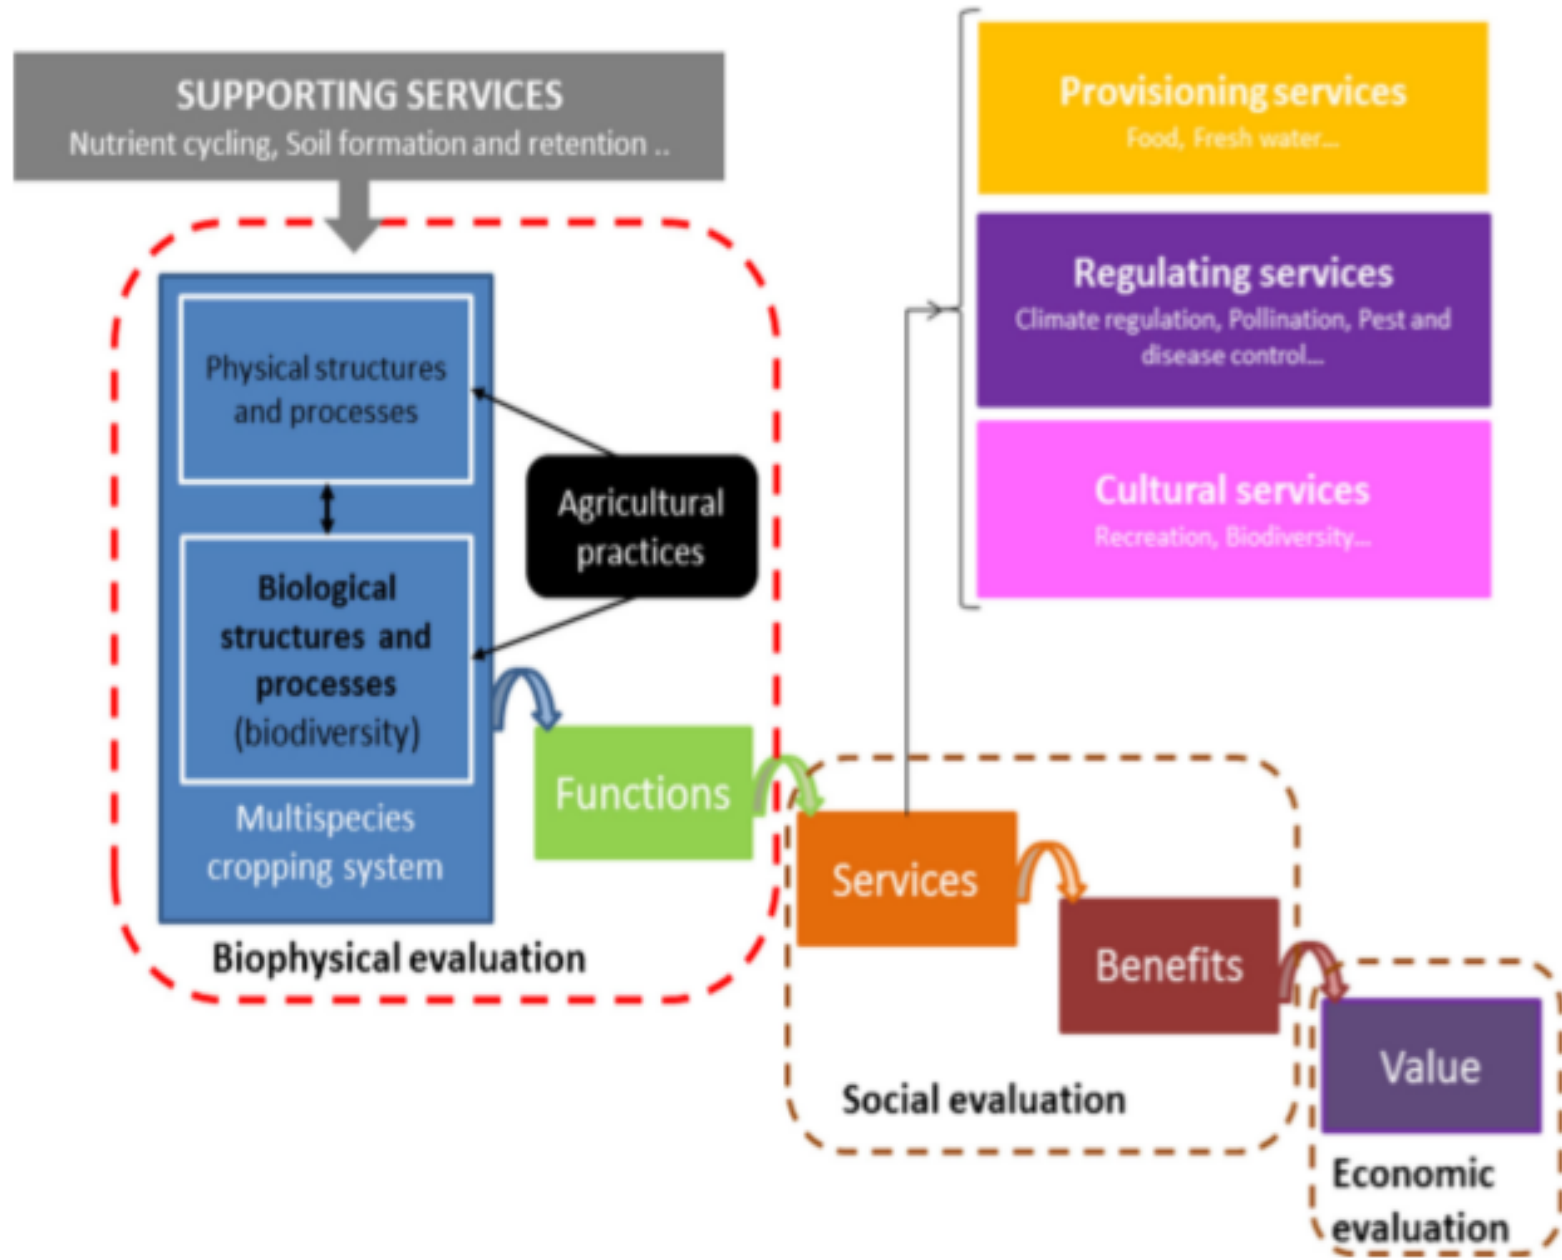 SUPPORTING SERVICES
Nutrient cycling, Soil formation and retention ..
Physical structures
and processes
Agricultural
practices
Biological
structures and
processes
(biodiversity)
Multispecies
cropping system
Biophysical evaluation
Functions
Provisioning services
Food, Fresh water...
Regulating services
Climate regulation, Pollination, Pest and
disease control...
Cultural services
Recreation, Biodiversity...
Services
Benefits
Social evaluation
Value
Economic
evaluation